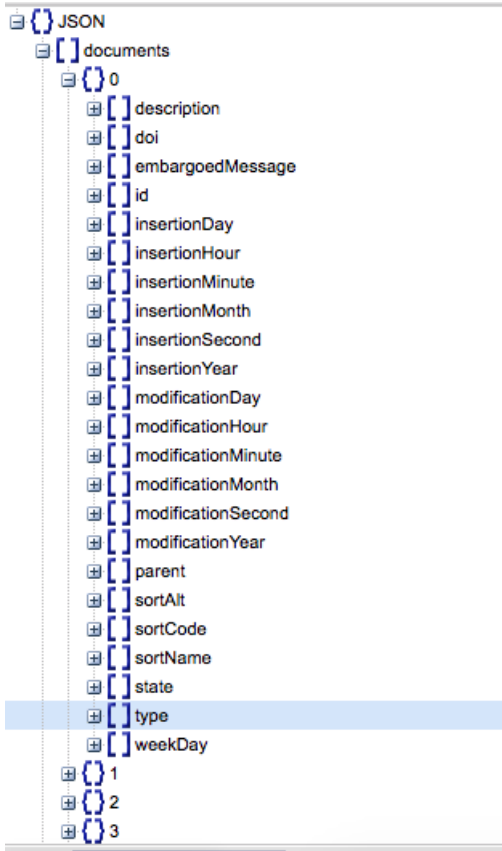 {} JSON
[ ] documents
{} 0
[ ] description
[ ] doi
[ ] embargoedMessage
[ ] id
[ ] insertionDay
[ ] insertionHour
[ ] insertionMinute
[ ] insertionMonth
[ ] insertionSecond
[ ] insertionYear
[ ] modificationDay
[ ] modificationHour
[ ] modificationMinute
[ ] modificationMonth
[ ] modificationSecond
[ ] modificationYear
[ ] parent
[ ] sortAlt
[ ] sortCode
[ ] sortName
[ ] state
[ ] type
[ ] weekDay
{} 1
{} 2
{} 3